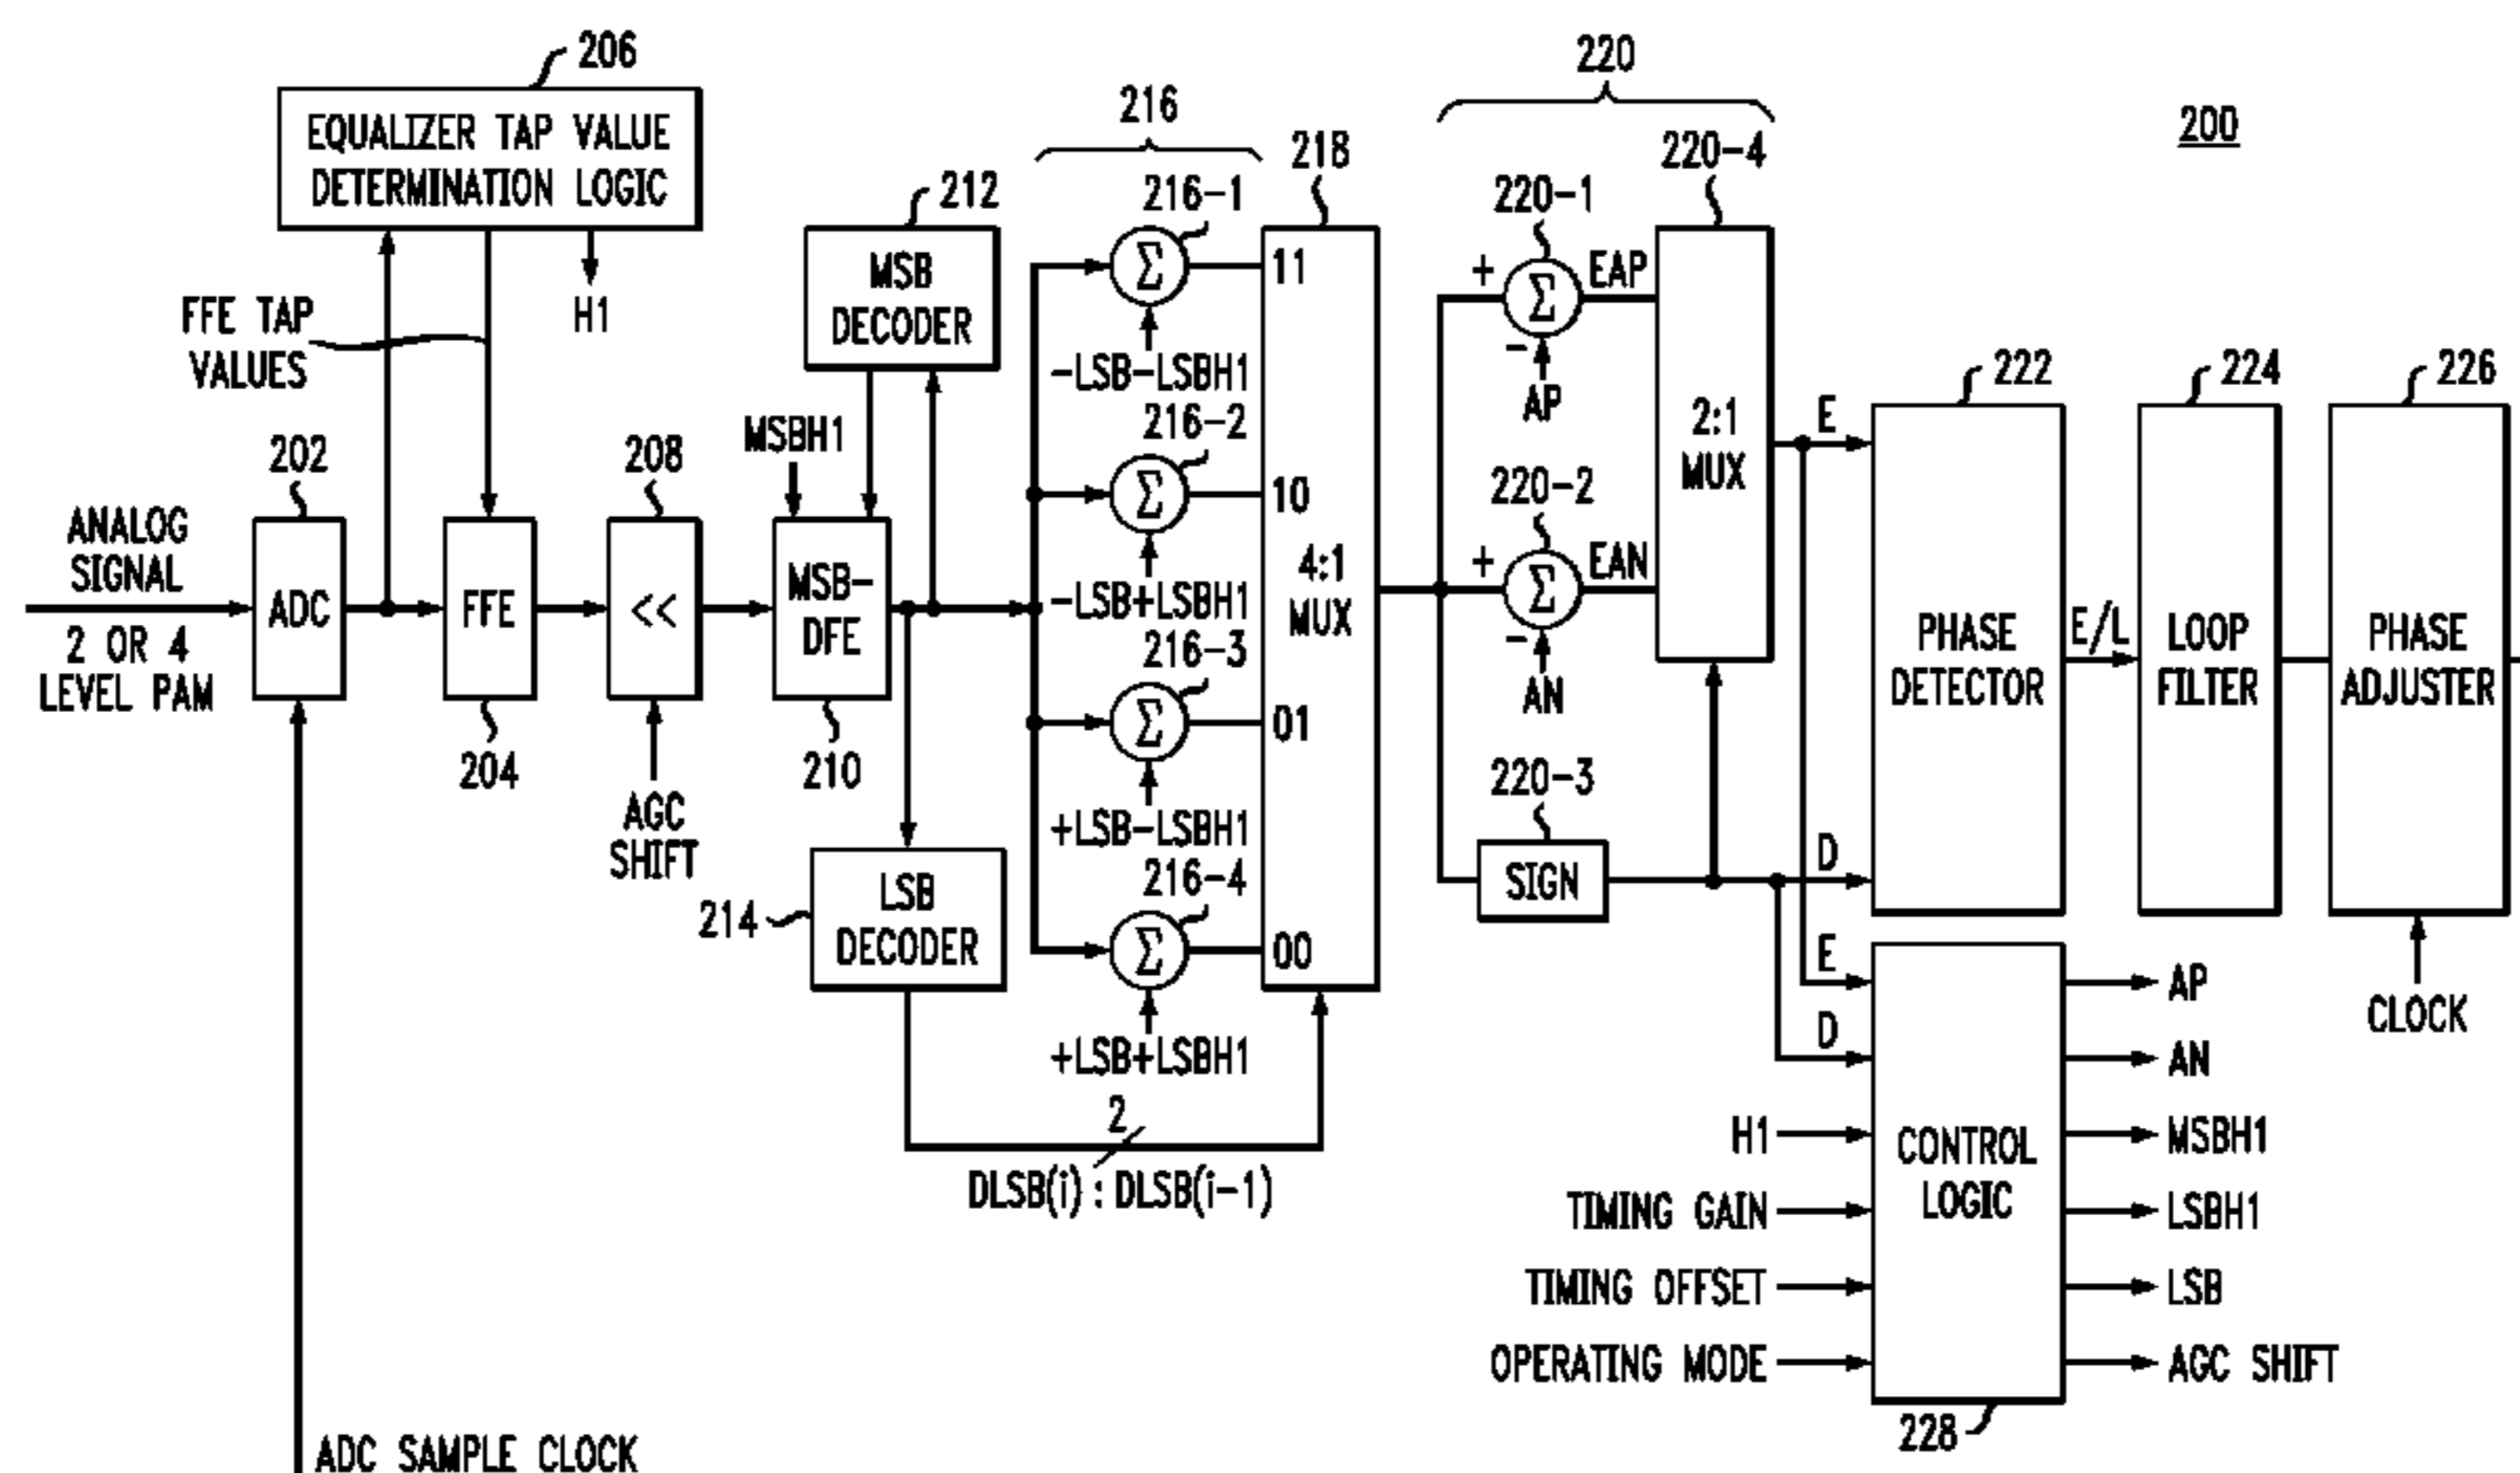 200
206
EQUALIZER TAP VALUE
DETERMINATION LOGIC
FFE TAP
VALUES
H1
202
ANALOG
SIGNAL
2 OR 4
LEVEL PAM
ADC
ADC SAMPLE CLOCK
FFE
204
208
<<
AGC
SHIFT
MSBH1
MSB-
DFE
210
212
MSB
DECODER
214
LSB
DECODER
2
DLSB(i) : DLSB(i-1)
216
216-1
-LSB-LSBH1
216-2
-LSB+LSBH1
216-3
+LSB-LSBH1
216-4
+LSB+LSBH1
Σ
Σ
Σ
Σ
218
11
10
4:1
MUX
01
00
220
220-1
+
Σ
-
EAP
AP
220-2
+
Σ
-
EAN
AN
220-3
SIGN
220-4
2:1
MUX
E
D
222
PHASE
DETECTOR
E/L
224
LOOP
FILTER
226
PHASE
ADJUSTER
CLOCK
E
D
H1
TIMING GAIN
TIMING OFFSET
OPERATING MODE
CONTROL
LOGIC
228
AP
AN
MSBH1
LSBH1
LSB
AGC SHIFT